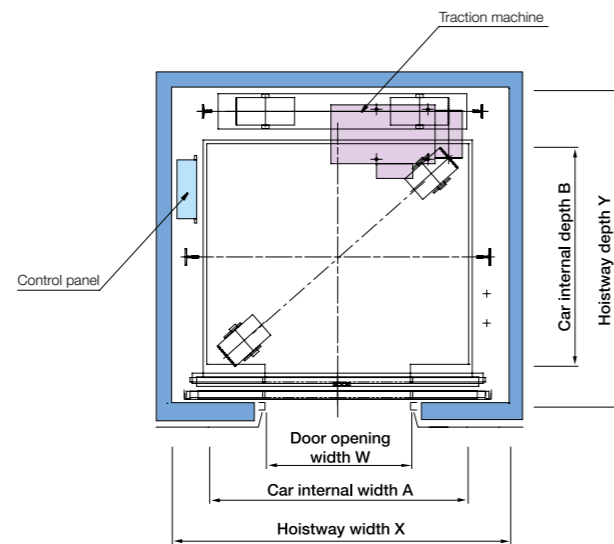 Traction machine
Control panel
Car internal depth B
Hoistway depth Y
Door opening
width W
Car internal width A
Hoistway width X